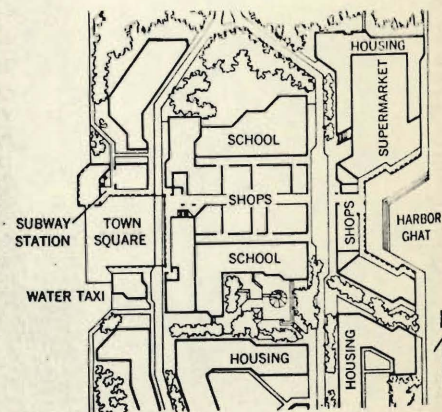 HOUSING
SUPERMARKET
SCHOOL
SHOPS
SHOPS
HARBOR
GHAT
SUBWAY
STATION
TOWN
SQUARE
SCHOOL
WATER TAXI
HOUSING
HOUSING